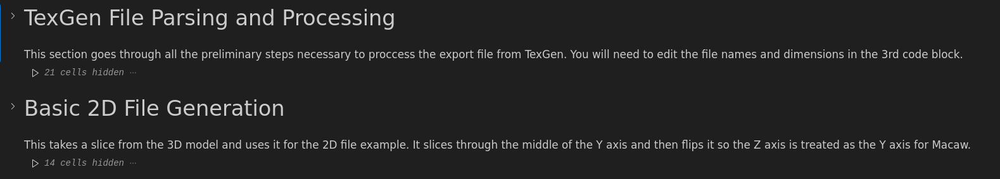 TexGen File Parsing and Processing
This section goes through all the preliminary steps necessary to proccess the export file from TexGen. You will need to edit the file names and dimensions in the 3rd code block.
21 cells hidden ···
Basic 2D File Generation
This takes a slice from the 3D model and uses it for the 2D file example. It slices through the middle of the Y axis and then flips it so the Z axis is treated as the Y axis for Macaw.
14 cells hidden ···